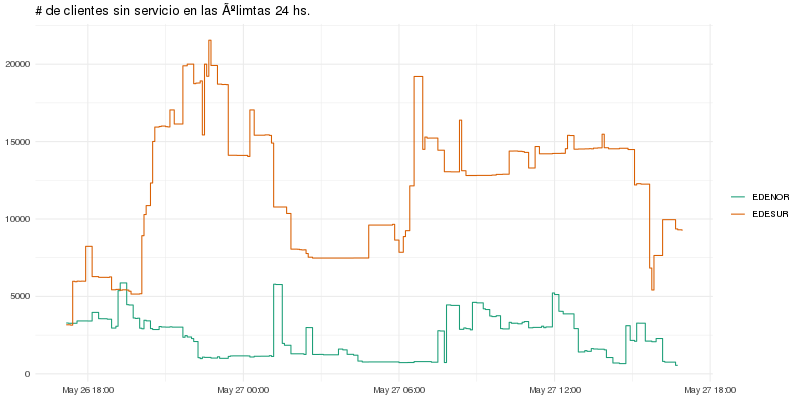 # de clientes sin servicio en las Ãºlimtas 24 hs.
20000
15000
10000
5000
0
May 26 18:00
May 27 00:00
May 27 06:00
May 27 12:00
May 27 18:00
EDENOR
EDESUR